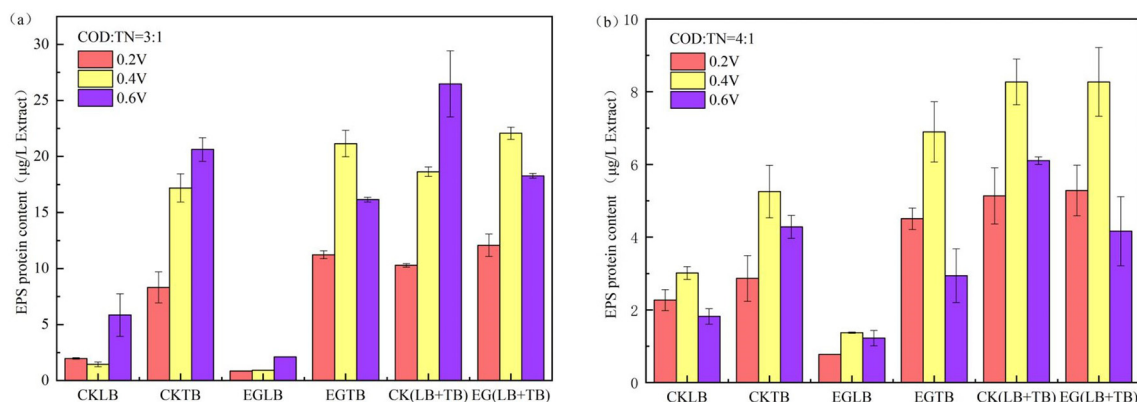 (a)
COD:TN=3:1
0.2V
0.4V
0.6V
EPS protein content（μg/L Extract）
30
25
20
15
10
5
0
CKLB CKTB EGLB EGTB CK(LB+TB) EG(LB+TB)
(b)
COD:TN=4:1
0.2V
0.4V
0.6V
EPS protein content（μg/L Extract）
10
8
6
4
2
0
CKLB CKTB EGLB EGTB CK(LB+TB) EG(LB+TB)